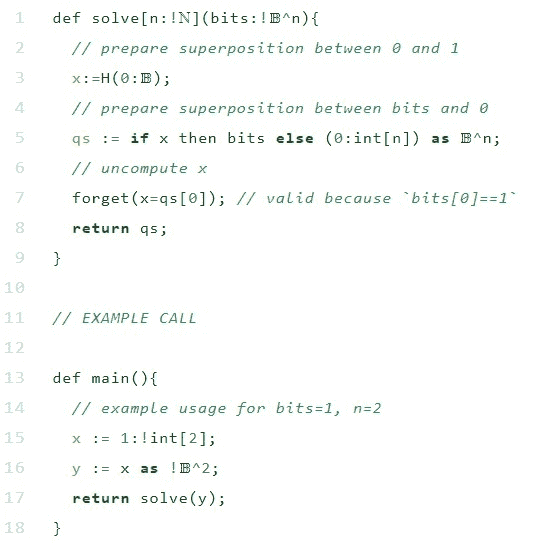 1 def solve[n:!ℕ](bits:!𝔹^n){
2 // prepare superposition between 0 and 1
3 x:=H(0:𝔹);
4 // prepare superposition between bits and 0
5 qs := if x then bits else (0:int[n]) as 𝔹^n;
6 // uncompute x
7 forget(x=qs[0]); // valid because `bits[0]==1`
8 return qs;
9 }
10
11 // EXAMPLE CALL
12
13 def main(){
14 // example usage for bits=1, n=2
15 x := 1:!int[2];
16 y := x as !𝔹^2;
17 return solve(y);
18 }